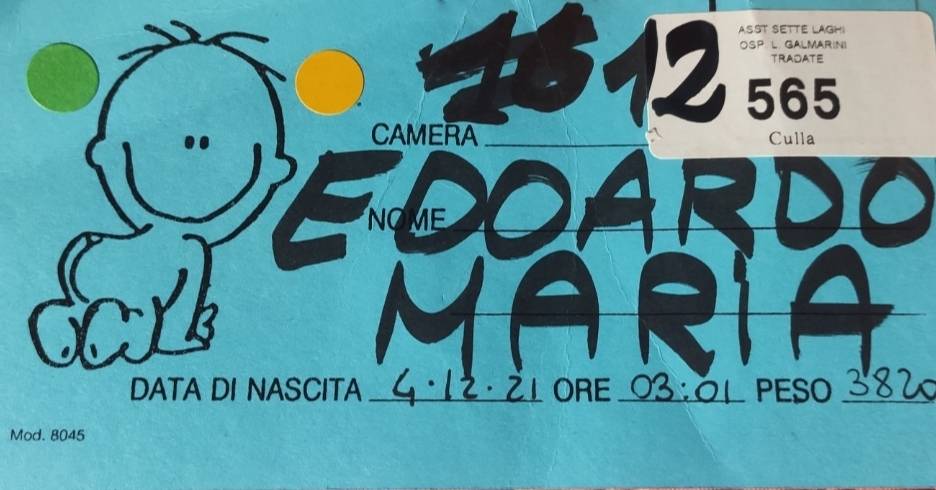 12
ASST SETTE LAGHI
OSP. L. GALMARINI
TRADATE
565
Culla
CAMERA
NOME EDOARDO
MARIA
DATA DI NASCITA 4.12.21 ORE 03:01 PESO 3820
Mod. 8045